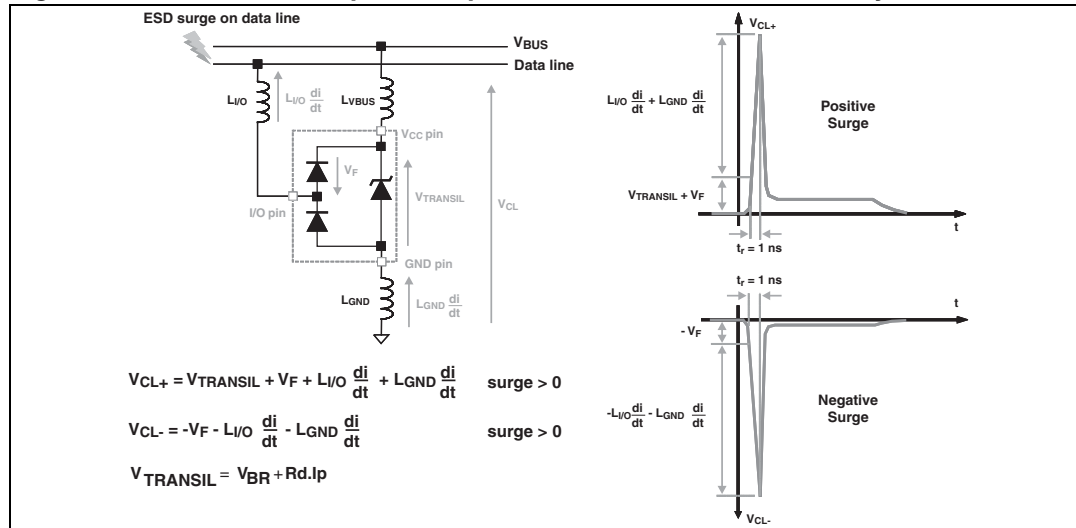 ESD surge on data line
VBUS
Data line
LI/O
LI/O di/dt
LVBUS
VCC pin
VF
VTRANSIL
VCL
I/O pin
GND pin
LGND
LGND di/dt
VCL+ = VTRANSIL + VF + LI/O di/dt + LGND di/dt surge > 0
VCL- = -VF - LI/O di/dt - LGND di/dt surge > 0
VTRANSIL = VBR + Rd.Ip
VCL+
LI/O di/dt + LGND di/dt
Positive
Surge
VTRANSIL + VF
t
tr = 1 ns
tr = 1 ns
t
- VF
-LI/O di/dt - LGND di/dt
Negative
Surge
VCL-